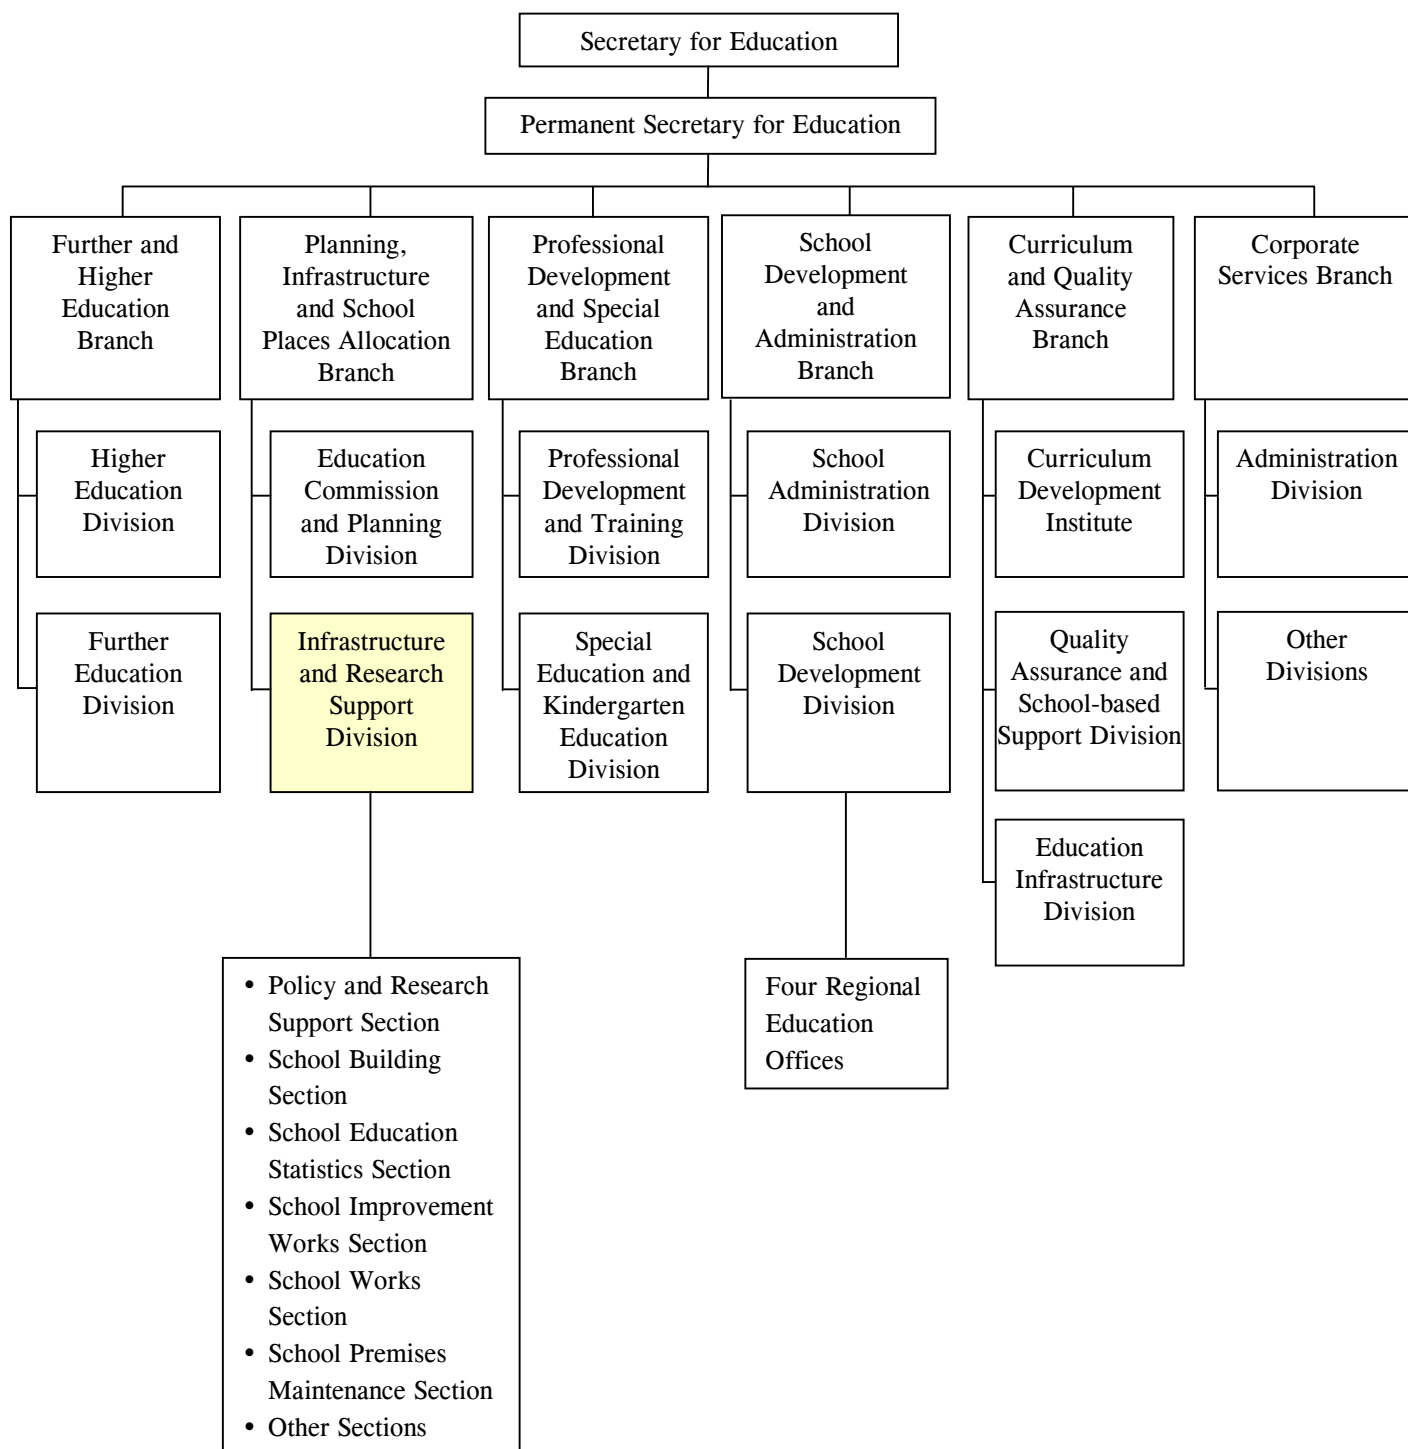 Secretary for Education
Permanent Secretary for Education
Further and
Higher
Education
Branch
Planning,
Infrastructure
and School
Places Allocation
Branch
Professional
Development
and Special
Education
Branch
School
Development
and
Administration
Branch
Curriculum
and Quality
Assurance
Branch
Corporate
Services Branch
Higher
Education
Division
Education
Commission
and Planning
Division
Professional
Development
and Training
Division
School
Administration
Division
Curriculum
Development
Institute
Administration
Division
Further
Education
Division
Infrastructure
and Research
Support
Division
Special
Education and
Kindergarten
Education
Division
School
Development
Division
Quality
Assurance and
School-based
Support Division
Other
Divisions
Education
Infrastructure
Division
• Policy and Research
Support Section
• School Building
Section
• School Education
Statistics Section
• School Improvement
Works Section
• School Works
Section
• School Premises
Maintenance Section
• Other Sections
Four Regional
Education
Offices